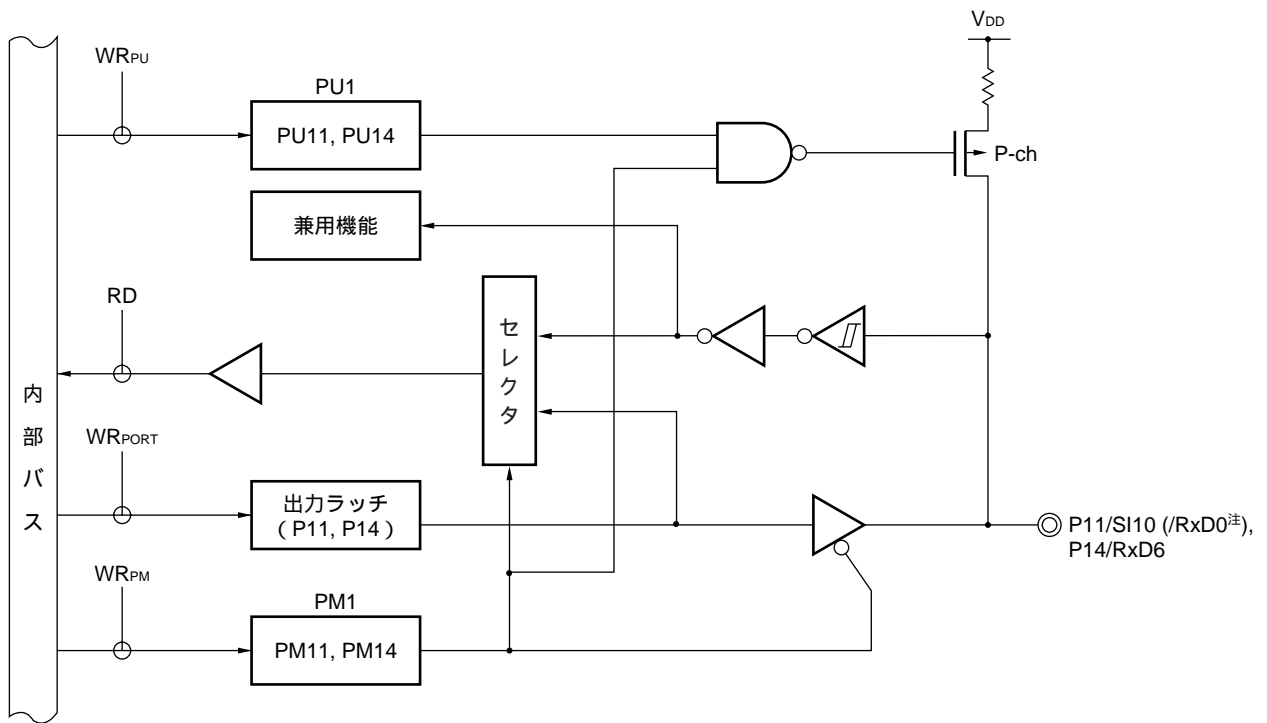 VDD
WRPU
PU1
PU11, PU14
P-ch
兼用機能
RD
セレクタ
内部バス
WRPORT
出力ラッチ
(P11, P14)
P11/SI10 (/RxD0注),
P14/RxD6
WRPM
PM1
PM11, PM14